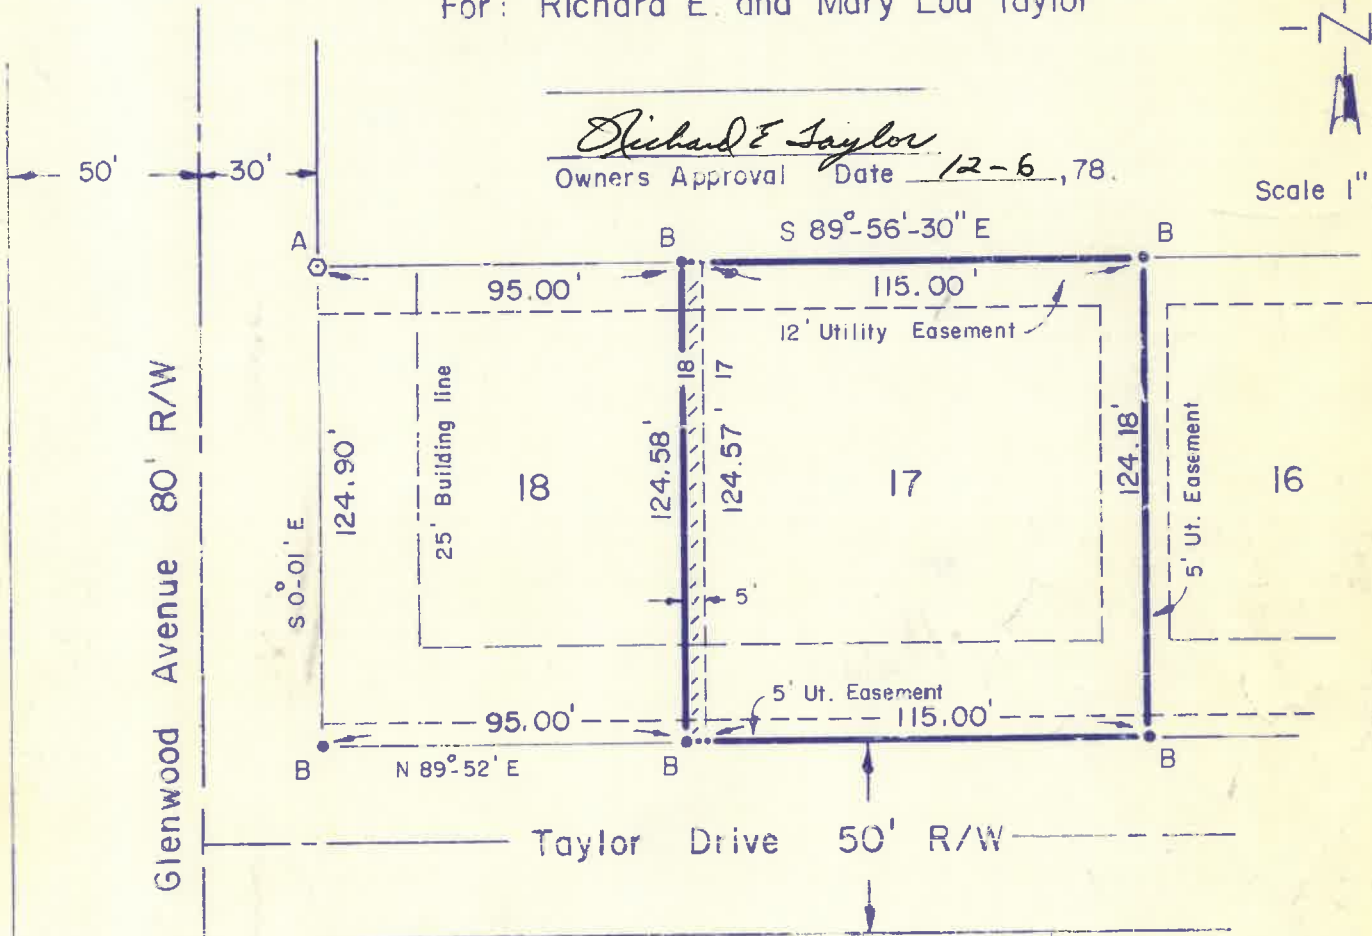 For: Richard E. and Mary Lou Taylor
N
50'
30'
Richard E Taylor
Owners Approval Date 12-6, 78.
Scale 1"
A
B
S 89°-56'-30" E
B
95.00'
115.00'
12' Utility Easement
18
17
Glenwood Avenue 80' R/W
S 0°-01' E
124.90'
25' Building line
18
124.58'
124.57'
17
124.18'
5' Ut. Easement
16
5'
5' Ut. Easement
95.00'
115.00'
B
N 89°-52' E
B
B
Taylor Drive 50' R/W